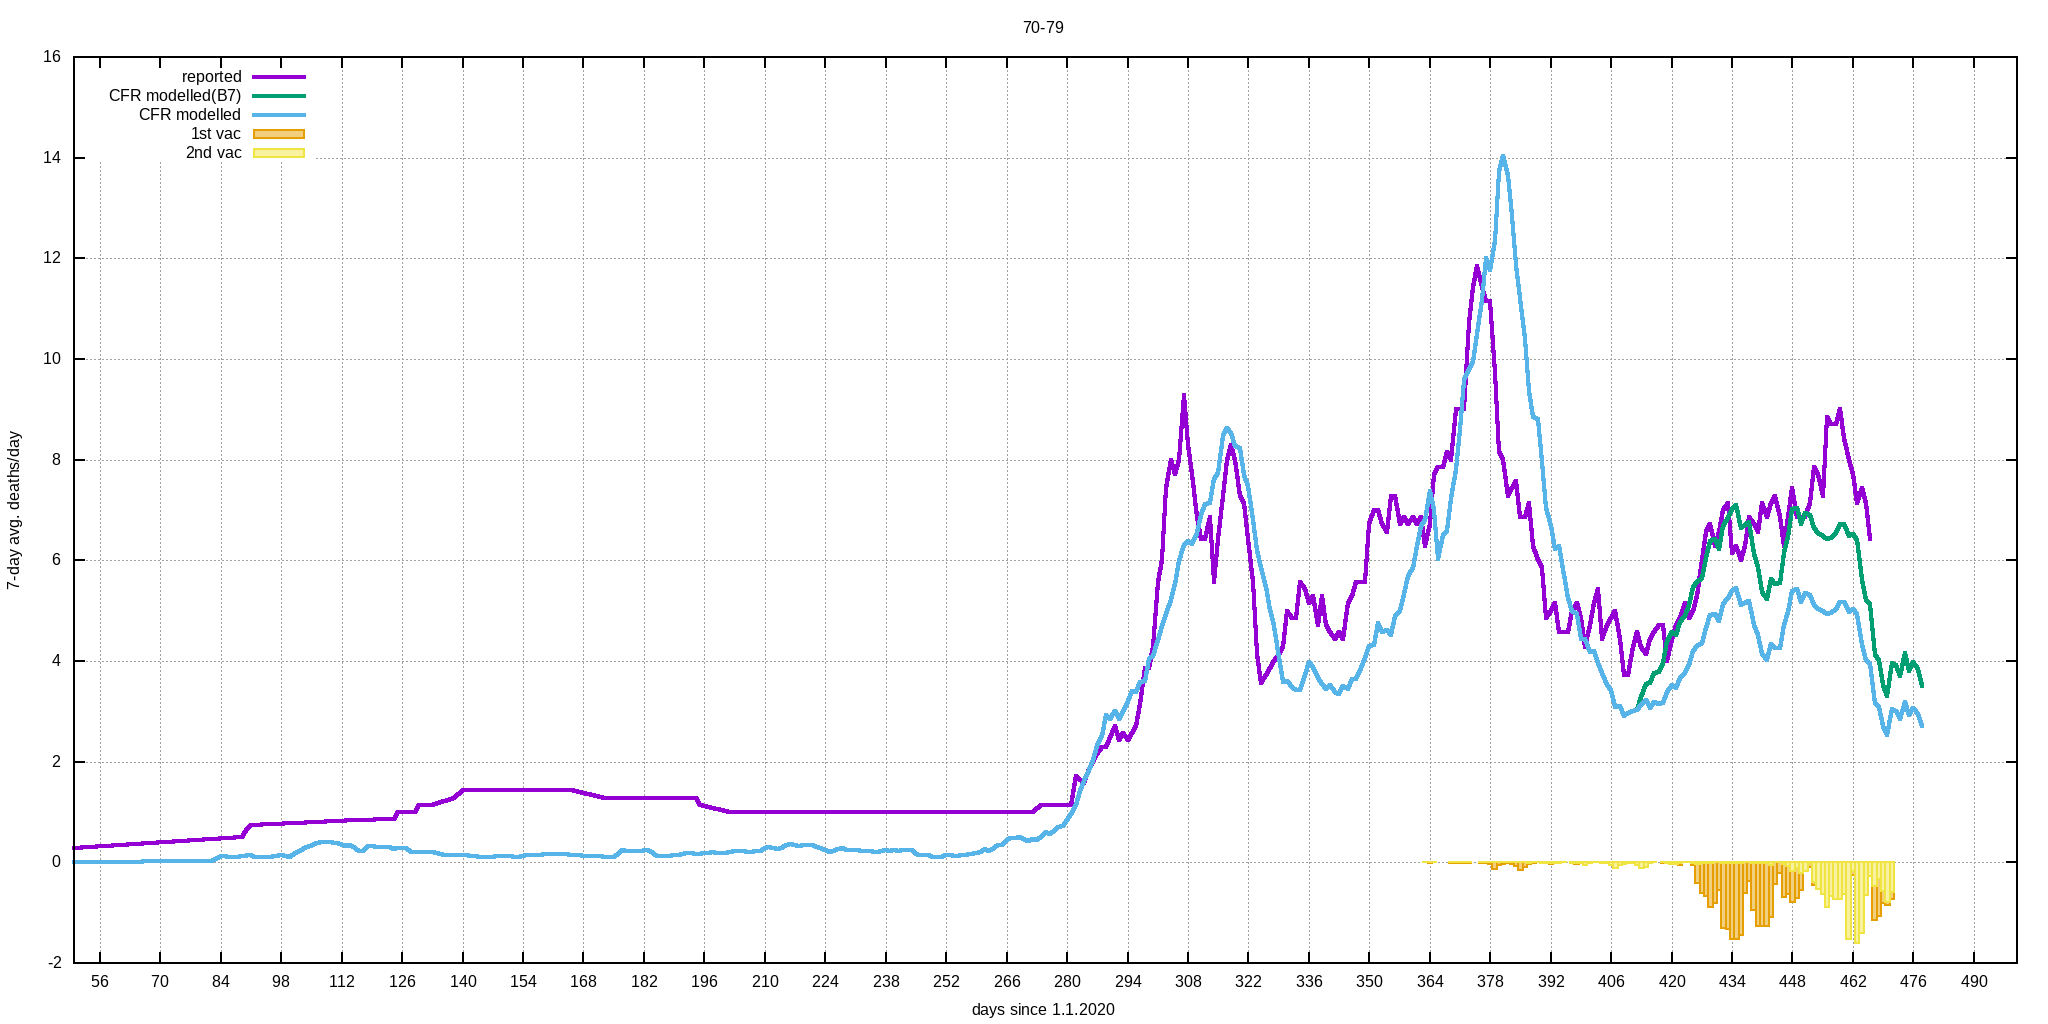 70-79
16
14
12
10
8
6
4
2
0
-2
7-day avg. deaths/day
reported
CFR modelled(B7)
CFR modelled
1st vac
2nd vac
56 70 84 98 112 126 140 154 168 182 196 210 224 238 252 266 280 294 308 322 336 350 364 378 392 406 420 434 448 462 476 490
days since 1.1.2020